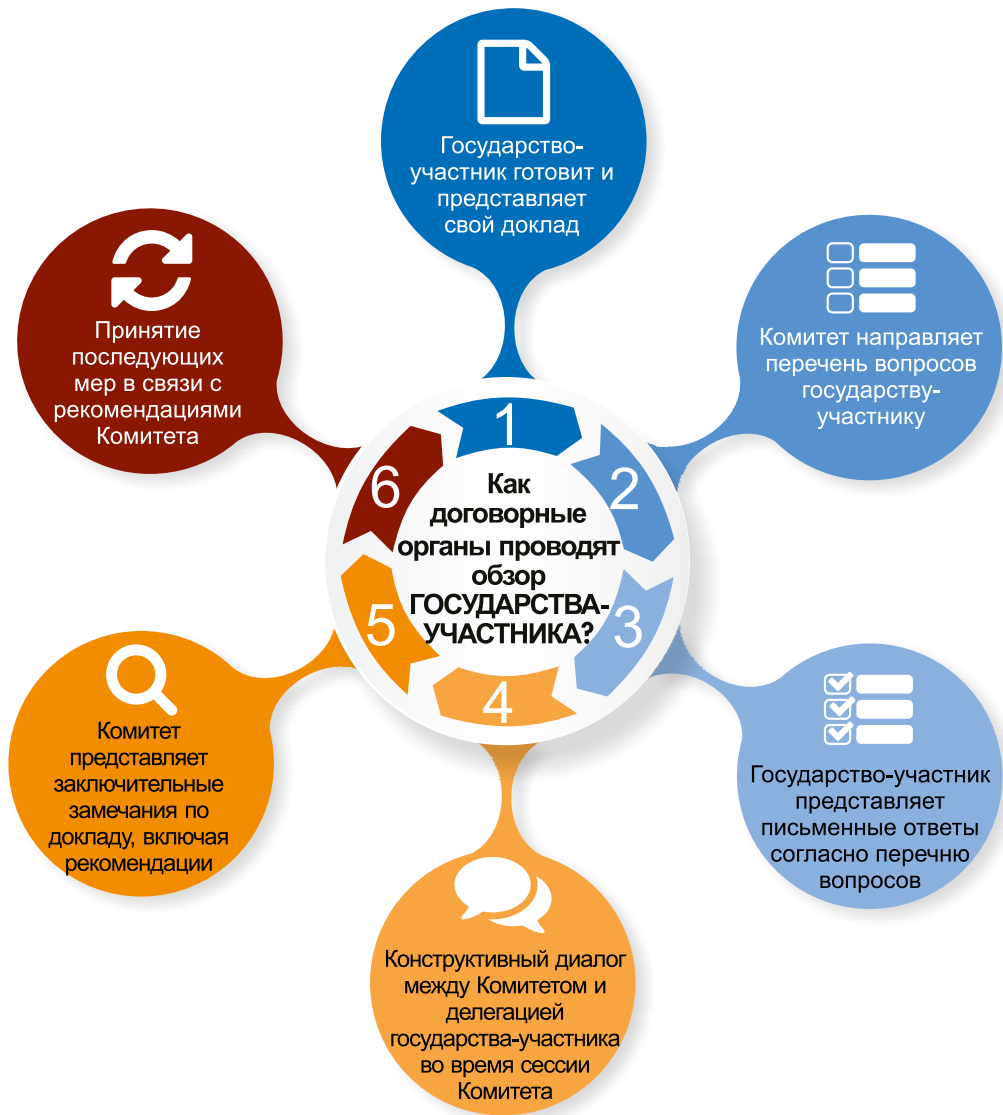 Государство-
участник готовит и
представляет
свой доклад
Комитет направляет
перечень вопросов
государству-
участнику
Государство-участник
представляет
письменные ответы
согласно перечню
вопросов
Конструктивный диалог
между Комитетом и
делегацией
государства-участника
во время сессии
Комитета
Комитет
представляет
заключительные
замечания по
докладу, включая
рекомендации
Принятие
последующих
мер в связи с
рекомендациями
Комитета
1
2
3
4
5
6
Как
договорные
органы проводят
обзор
ГОСУДАРСТВА-
УЧАСТНИКА?